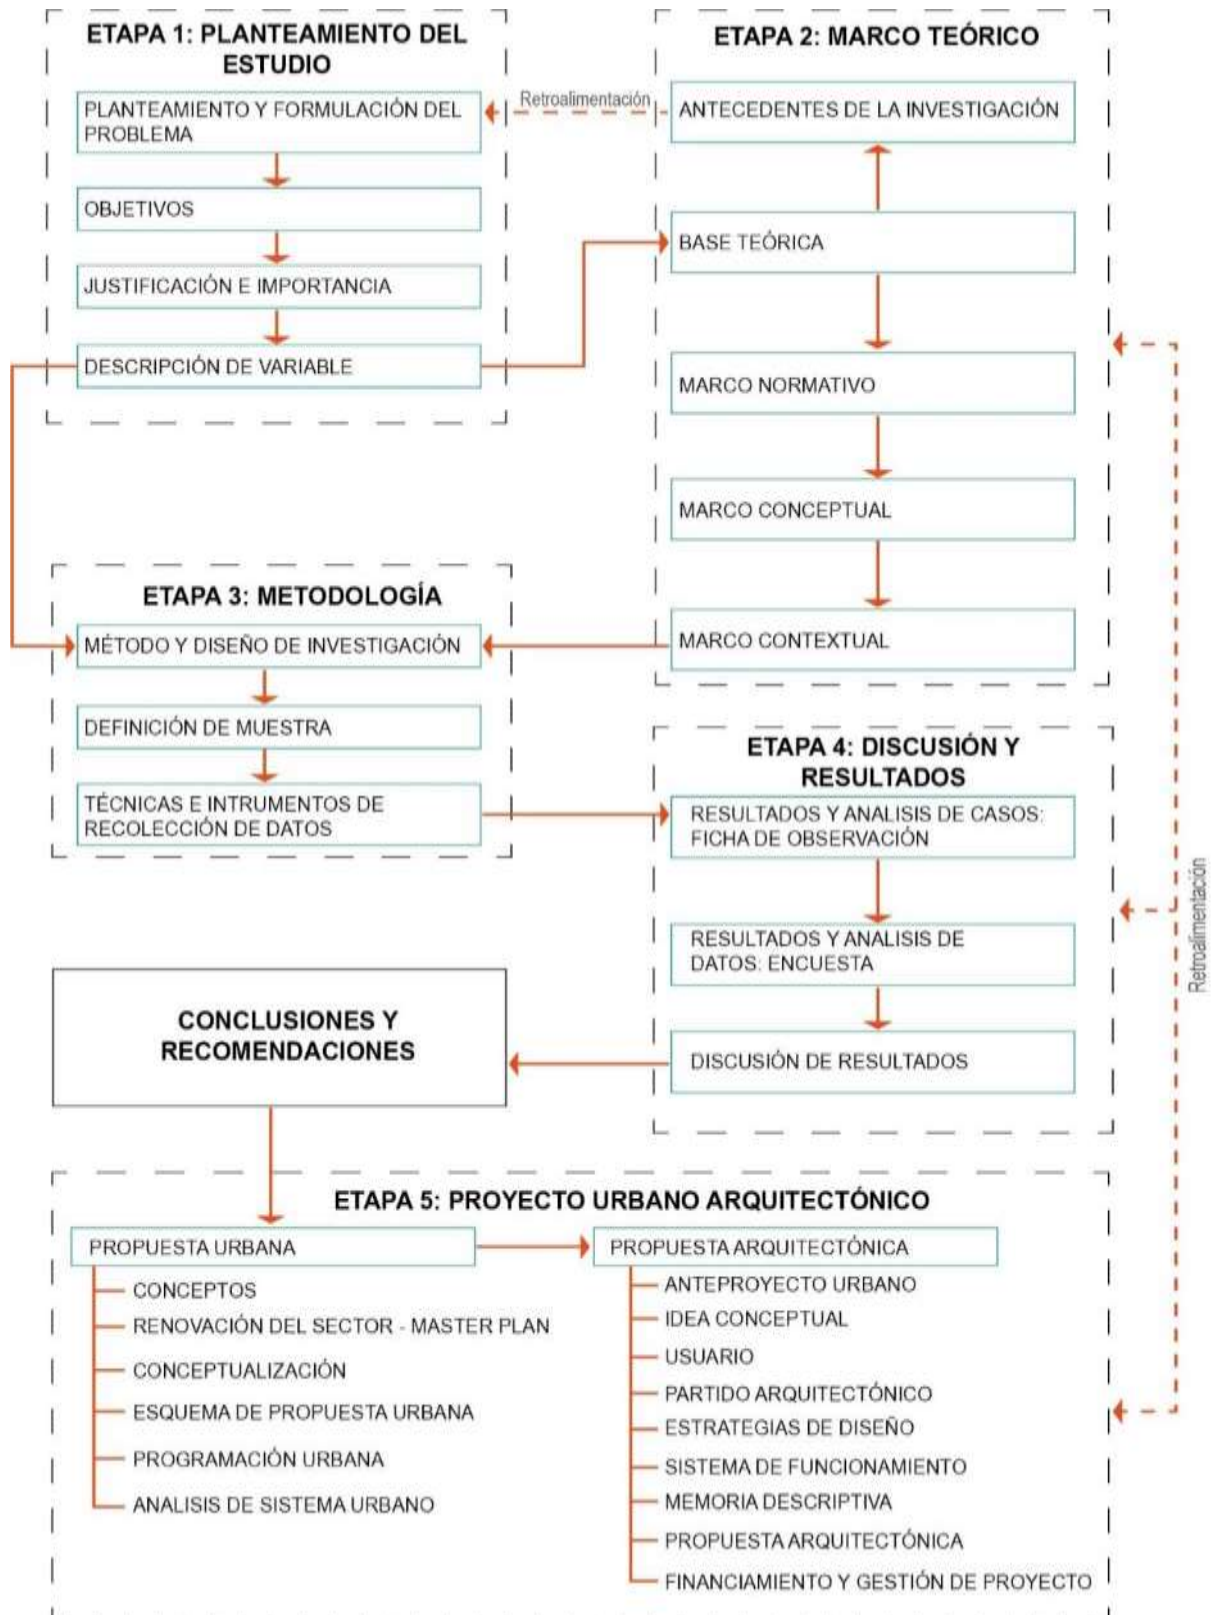 ETAPA 1: PLANTEAMIENTO DEL
ESTUDIO
PLANTEAMIENTO Y FORMULACIÓN DEL
PROBLEMA
OBJETIVOS
JUSTIFICACIÓN E IMPORTANCIA
DESCRIPCIÓN DE VARIABLE
Retroalimentación
ETAPA 2: MARCO TEÓRICO
ANTECEDENTES DE LA INVESTIGACIÓN
BASE TEÓRICA
MARCO NORMATIVO
MARCO CONCEPTUAL
MARCO CONTEXTUAL
ETAPA 3: METODOLOGÍA
MÉTODO Y DISEÑO DE INVESTIGACIÓN
DEFINICIÓN DE MUESTRA
TÉCNICAS E INTRUMENTOS DE
RECOLECCIÓN DE DATOS
ETAPA 4: DISCUSIÓN Y
RESULTADOS
RESULTADOS Y ANALISIS DE CASOS:
FICHA DE OBSERVACIÓN
RESULTADOS Y ANALISIS DE
DATOS: ENCUESTA
DISCUSIÓN DE RESULTADOS
Retroalimentación
CONCLUSIONES Y
RECOMENDACIONES
ETAPA 5: PROYECTO URBANO ARQUITECTÓNICO
PROPUESTA URBANA
CONCEPTOS
RENOVACIÓN DEL SECTOR - MASTER PLAN
CONCEPTUALIZACIÓN
ESQUEMA DE PROPUESTA URBANA
PROGRAMACIÓN URBANA
ANALISIS DE SISTEMA URBANO
PROPUESTA ARQUITECTÓNICA
ANTEPROYECTO URBANO
IDEA CONCEPTUAL
USUARIO
PARTIDO ARQUITECTÓNICO
ESTRATEGIAS DE DISEÑO
SISTEMA DE FUNCIONAMIENTO
MEMORIA DESCRIPTIVA
PROPUESTA ARQUITECTÓNICA
FINANCIAMIENTO Y GESTIÓN DE PROYECTO